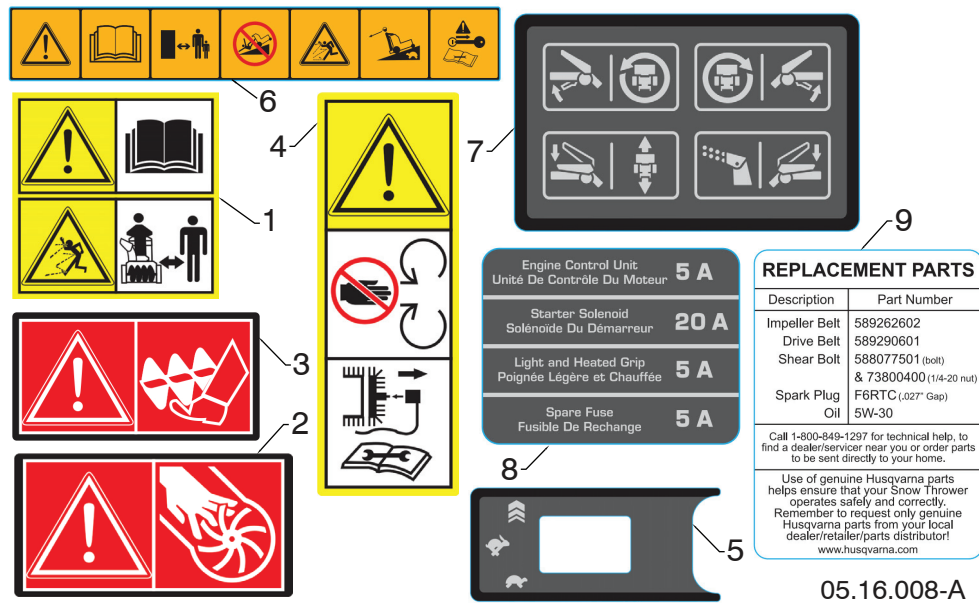 6
4
7
1
3
2
Engine Control Unit
Unité De Contrôle Du Moteur 5 A
Starter Solenoid
Solénoïde Du Démarreur 20 A
Light and Heated Grip
Poignée Légère et Chauffée 5 A
Spare Fuse
Fusible De Rechange 5 A
8
5
9
REPLACEMENT PARTS
Description Part Number
Impeller Belt 589262602
Drive Belt 589290601
Shear Bolt 588077501 (bolt)
& 73800400 (1/4-20 nut)
Spark Plug F6RTC (.027" Gap)
Oil 5W-30
Call 1-800-849-1297 for technical help, to
find a dealer/servicer near you or order parts
to be sent directly to your home.
Use of genuine Husqvarna parts
helps ensure that your Snow Thrower
operates safely and correctly.
Remember to request only genuine
Husqvarna parts from your local
dealer/retailer/parts distributor!
www.husqvarna.com
05.16.008-A